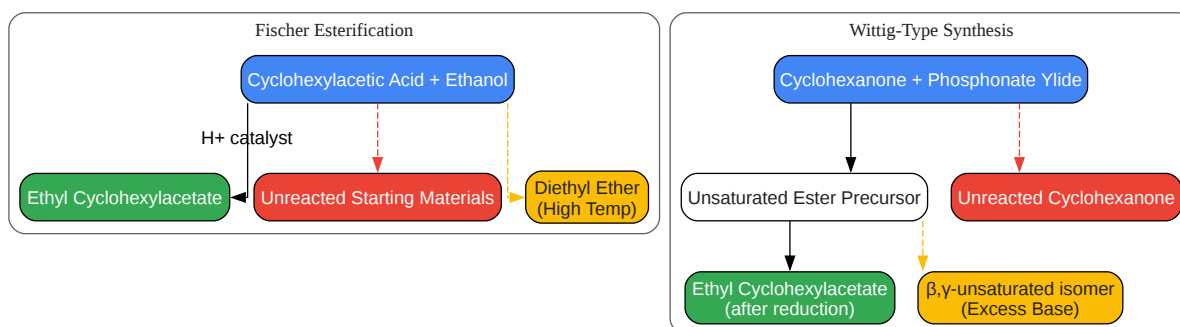 Fischer Esterification
Cyclohexylacetic Acid + Ethanol
H+ catalyst
Ethyl Cyclohexylacetate
Unreacted Starting Materials
Diethyl Ether
(High Temp)
Wittig-Type Synthesis
Cyclohexanone + Phosphonate Ylide
Unsaturated Ester Precursor
Unreacted Cyclohexanone
Ethyl Cyclohexylacetate
(after reduction)
β,γ-unsaturated isomer
(Excess Base)